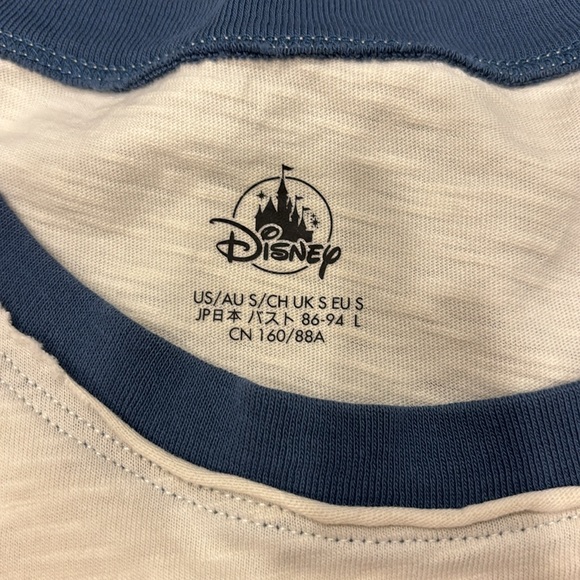 Disney
US/AU S/CH UK S EU S
JP日本 バスト 86-94 L
CN 160/88A